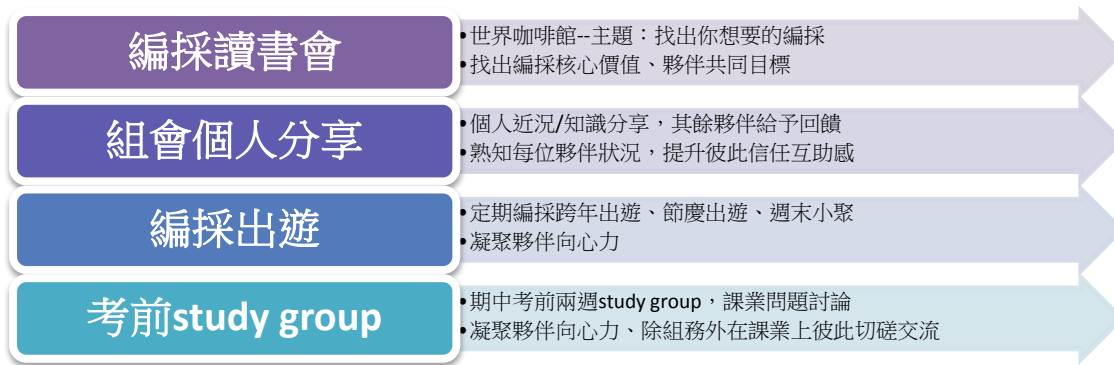 編採讀書會
•世界咖啡館--主題：找出你想要的編採
•找出編採核心價值、夥伴共同目標
組會個人分享
•個人近況/知識分享，其餘夥伴給予回饋
•熟知每位夥伴狀況，提升彼此信任互助感
編採出遊
•定期編採跨年出遊、節慶出遊、週末小聚
•凝聚夥伴向心力
考前study group
•期中考前兩週study group，課業問題討論
•凝聚夥伴向心力、除組務外在課業上彼此切磋交流